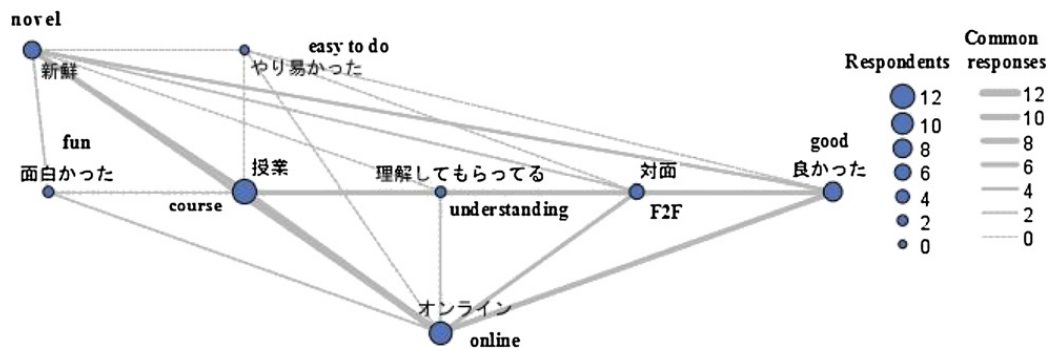 novel
新鮮
easy to do
やり易かった
fun
面白かった
授業
course
理解してもらってる
understanding
対面
F2F
good
良かった
オンライン
online
Respondents
12
10
8
6
4
2
0
Common
responses
12
10
8
6
4
2
0